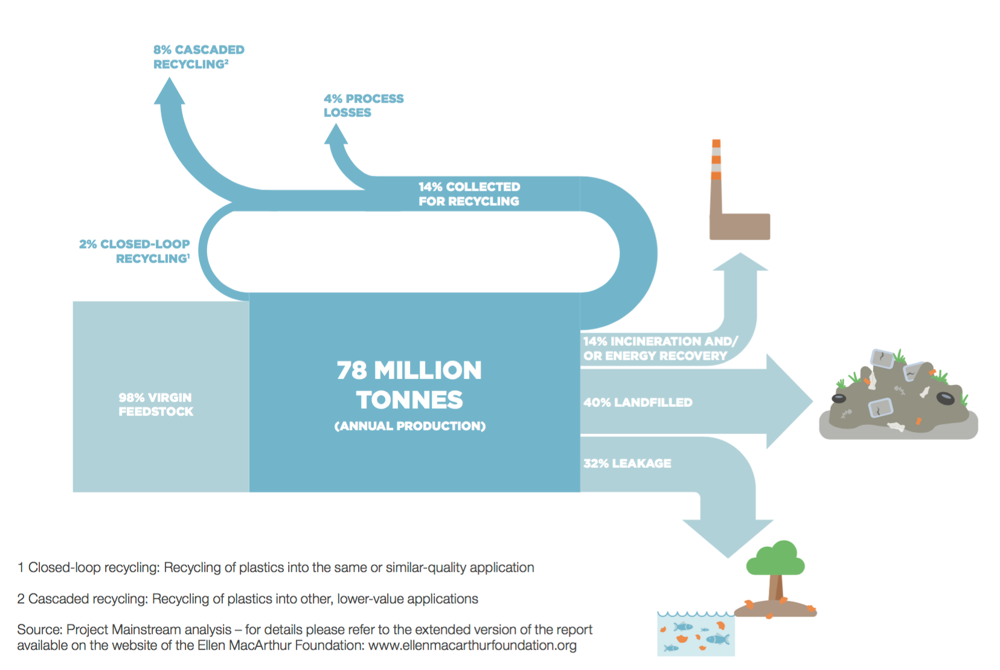 8% CASCADED
RECYCLING²
4% PROCESS
LOSSES
14% COLLECTED
FOR RECYCLING
2% CLOSED-LOOP
RECYCLING¹
98% VIRGIN
FEEDSTOCK
78 MILLION
TONNES
(ANNUAL PRODUCTION)
14% INCINERATION AND/
OR ENERGY RECOVERY
40% LANDFILLED
32% LEAKAGE
1 Closed-loop recycling: Recycling of plastics into the same or similar-quality application
2 Cascaded recycling: Recycling of plastics into other, lower-value applications
Source: Project Mainstream analysis – for details please refer to the extended version of the report
available on the website of the Ellen MacArthur Foundation: www.ellenmacarthurfoundation.org